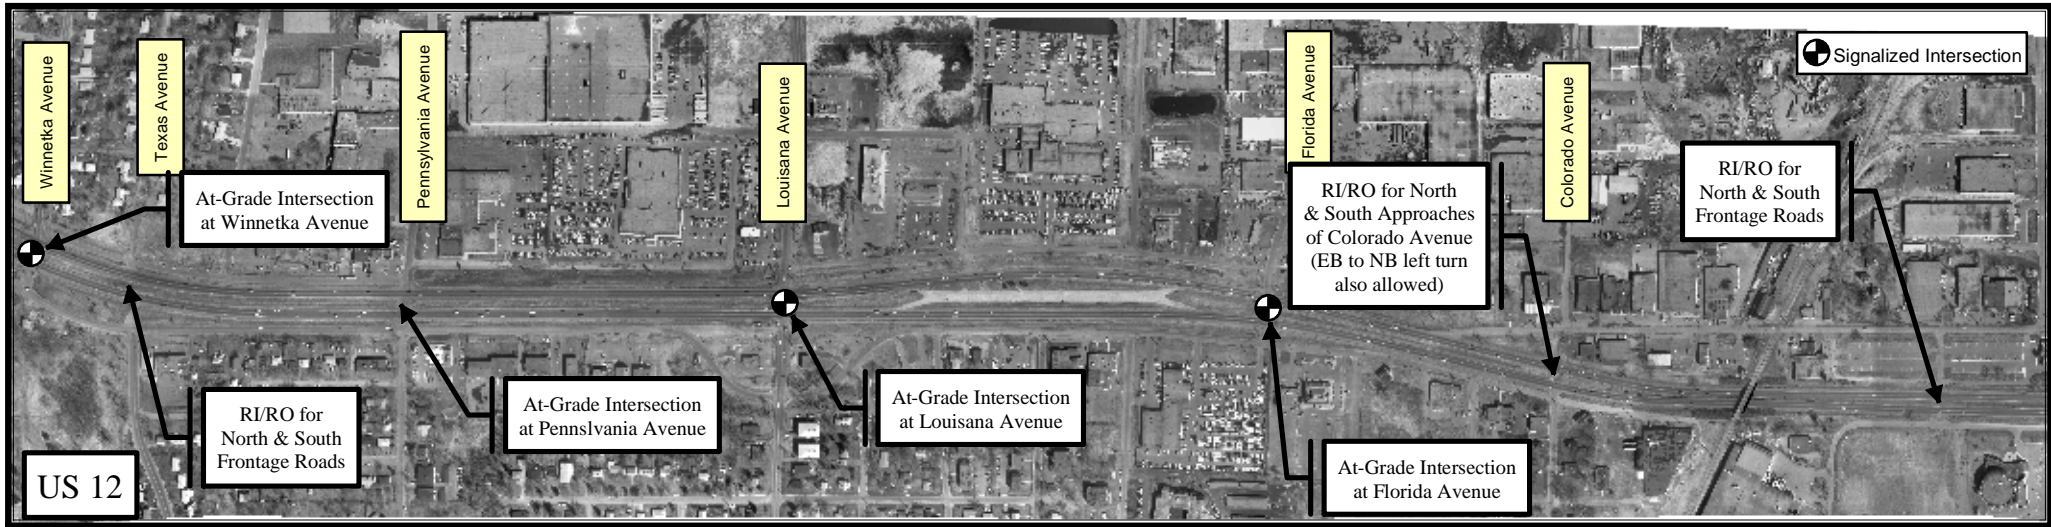 Winnetka Avenue
Texas Avenue
Pennsylvania Avenue
Louisana Avenue
Florida Avenue
Colorado Avenue
Signalized Intersection
At-Grade Intersection
at Winnetka Avenue
RI/RO for North
& South Approaches
of Colorado Avenue
(EB to NB left turn
also allowed)
RI/RO for
North & South
Frontage Roads
RI/RO for
North & South
Frontage Roads
At-Grade Intersection
at Pennslvania Avenue
At-Grade Intersection
at Louisana Avenue
At-Grade Intersection
at Florida Avenue
US 12